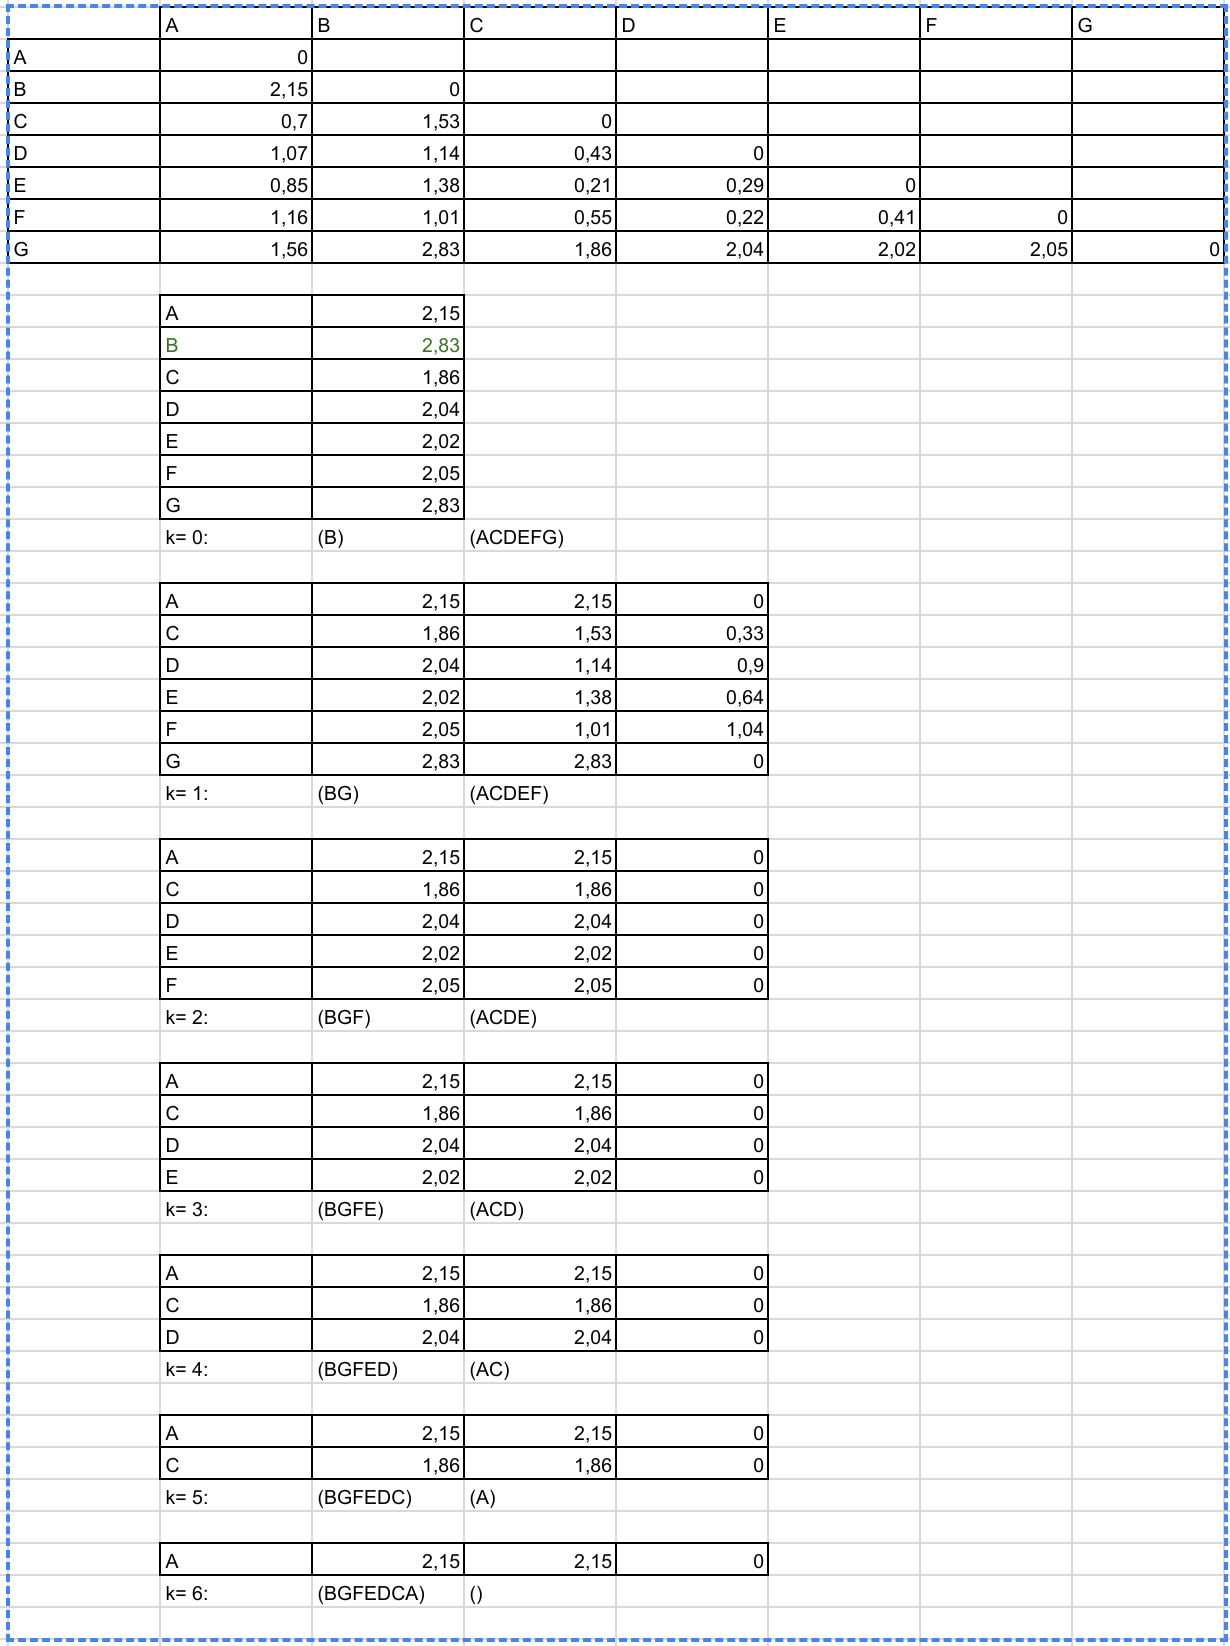 A B C D E F G
A 0
B 2,15 0
C 0,7 1,53 0
D 1,07 1,14 0,43 0
E 0,85 1,38 0,21 0,29 0
F 1,16 1,01 0,55 0,22 0,41 0
G 1,56 2,83 1,86 2,04 2,02 2,05 0
A 2,15
B 2,83
C 1,86
D 2,04
E 2,02
F 2,05
G 2,83
k= 0: (B) (ACDEFG)
A 2,15 2,15 0
C 1,86 1,53 0,33
D 2,04 1,14 0,9
E 2,02 1,38 0,64
F 2,05 1,01 1,04
G 2,83 2,83 0
k= 1: (BG) (ACDEF)
A 2,15 2,15 0
C 1,86 1,86 0
D 2,04 2,04 0
E 2,02 2,02 0
F 2,05 2,05 0
k= 2: (BGF) (ACDE)
A 2,15 2,15 0
C 1,86 1,86 0
D 2,04 2,04 0
E 2,02 2,02 0
k= 3: (BGFE) (ACD)
A 2,15 2,15 0
C 1,86 1,86 0
D 2,04 2,04 0
k= 4: (BGFED) (AC)
A 2,15 2,15 0
C 1,86 1,86 0
k= 5: (BGFEDC) (A)
A 2,15 2,15 0
k= 6: (BGFEDCA) ()